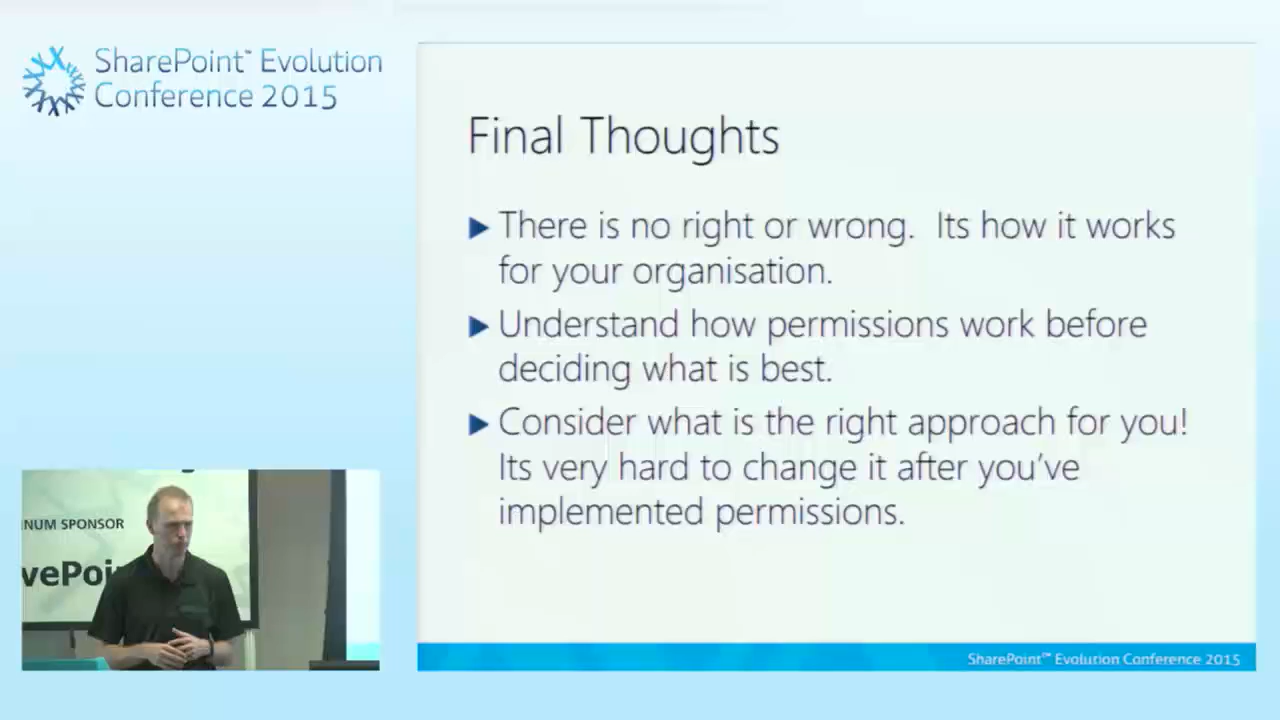 SharePoint™ Evolution
Conference 2015
Final Thoughts
There is no right or wrong.  Its how it works
for your organisation.
Understand how permissions work before
deciding what is best.
Consider what is the right approach for you!
Its very hard to change it after you've
implemented permissions.
NUM SPONSOR
vePoi
SharePoint™ Evolution Conference 2015